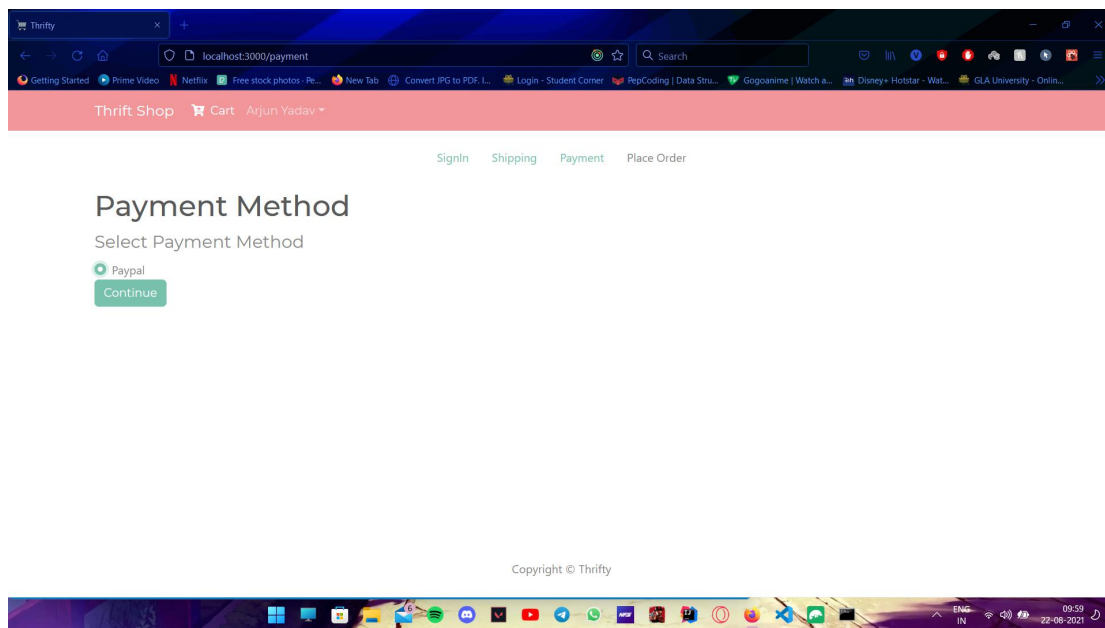 Thrifty
localhost:3000/payment
Search
Getting Started Prime Video Netflix Free stock photos · Pe... New Tab Convert JPG to PDF. I... Login - Student Corner PepCoding | Data Stru... Gogoanime | Watch a... Disney+ Hotstar - Wat... GLA University - Onlin...
Thrift Shop Cart Arjun Yadav
SignIn Shipping Payment Place Order
Payment Method
Select Payment Method
Paypal
Continue
Copyright © Thrifty
6
ENG 09:59
IN 22-08-2021